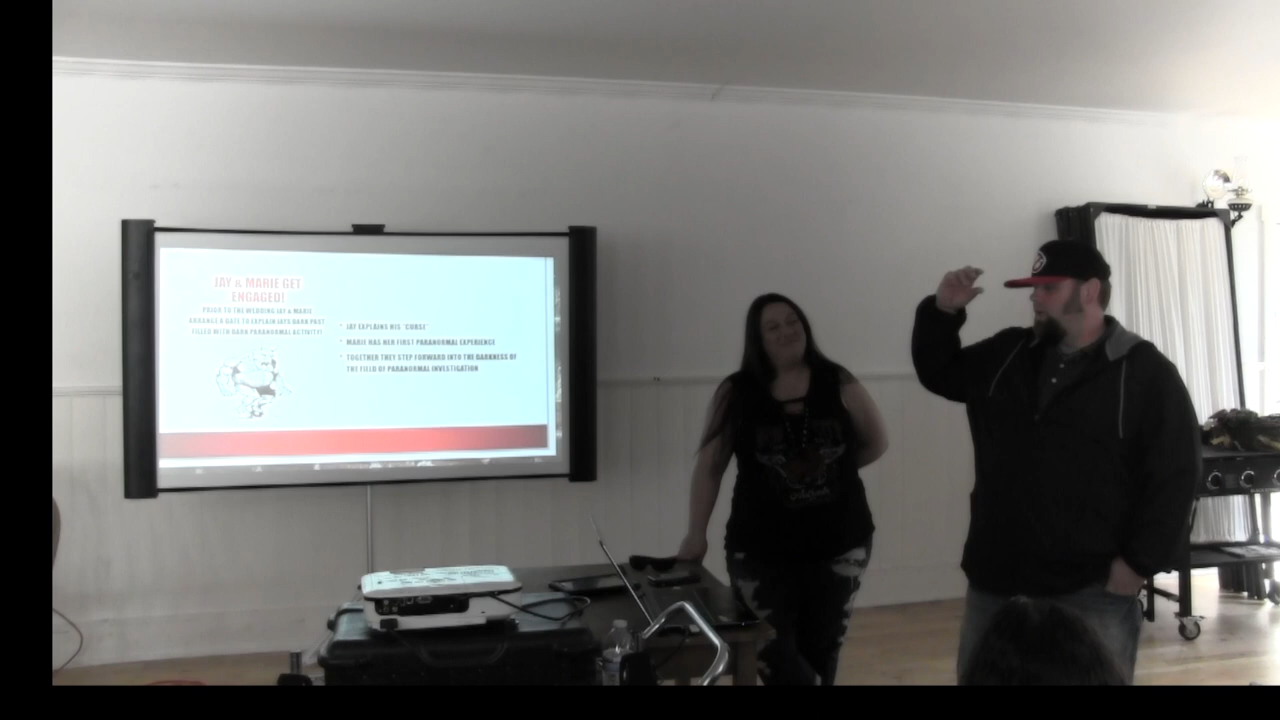 JAY & MARIE GET
ENGAGED!
PRIOR TO THE WEDDING JAY & MARIE
ARRANGE A DATE TO EXPLAIN JAYS DARK PAST
FILLED WITH DARK PARANORMAL ACTIVITY!
• JAY EXPLAINS HIS "CURSE"
• MARIE HAS HER FIRST PARANORMAL EXPERIENCE
• TOGETHER THEY STEP FORWARD INTO THE DARKNESS OF
THE FIELD OF PARANORMAL INVESTIGATION